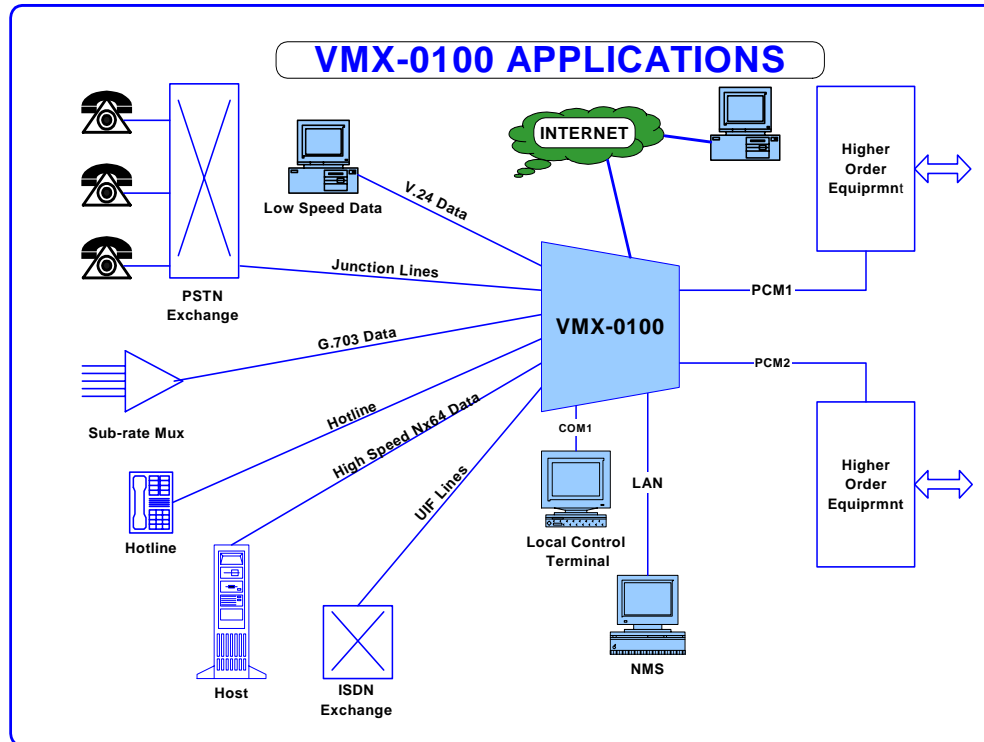 VMX-0100 APPLICATIONS
INTERNET
Higher
Order
Equiprmnt
Low Speed Data
V.24 Data
Junction Lines
PSTN
Exchange
PCM1
VMX-0100
G.703 Data
PCM2
Sub-rate Mux
Hotline
High Speed Nx64 Data
UIF Lines
COM1
LAN
Higher
Order
Equiprmnt
Hotline
Local Control
Terminal
NMS
Host
ISDN
Exchange